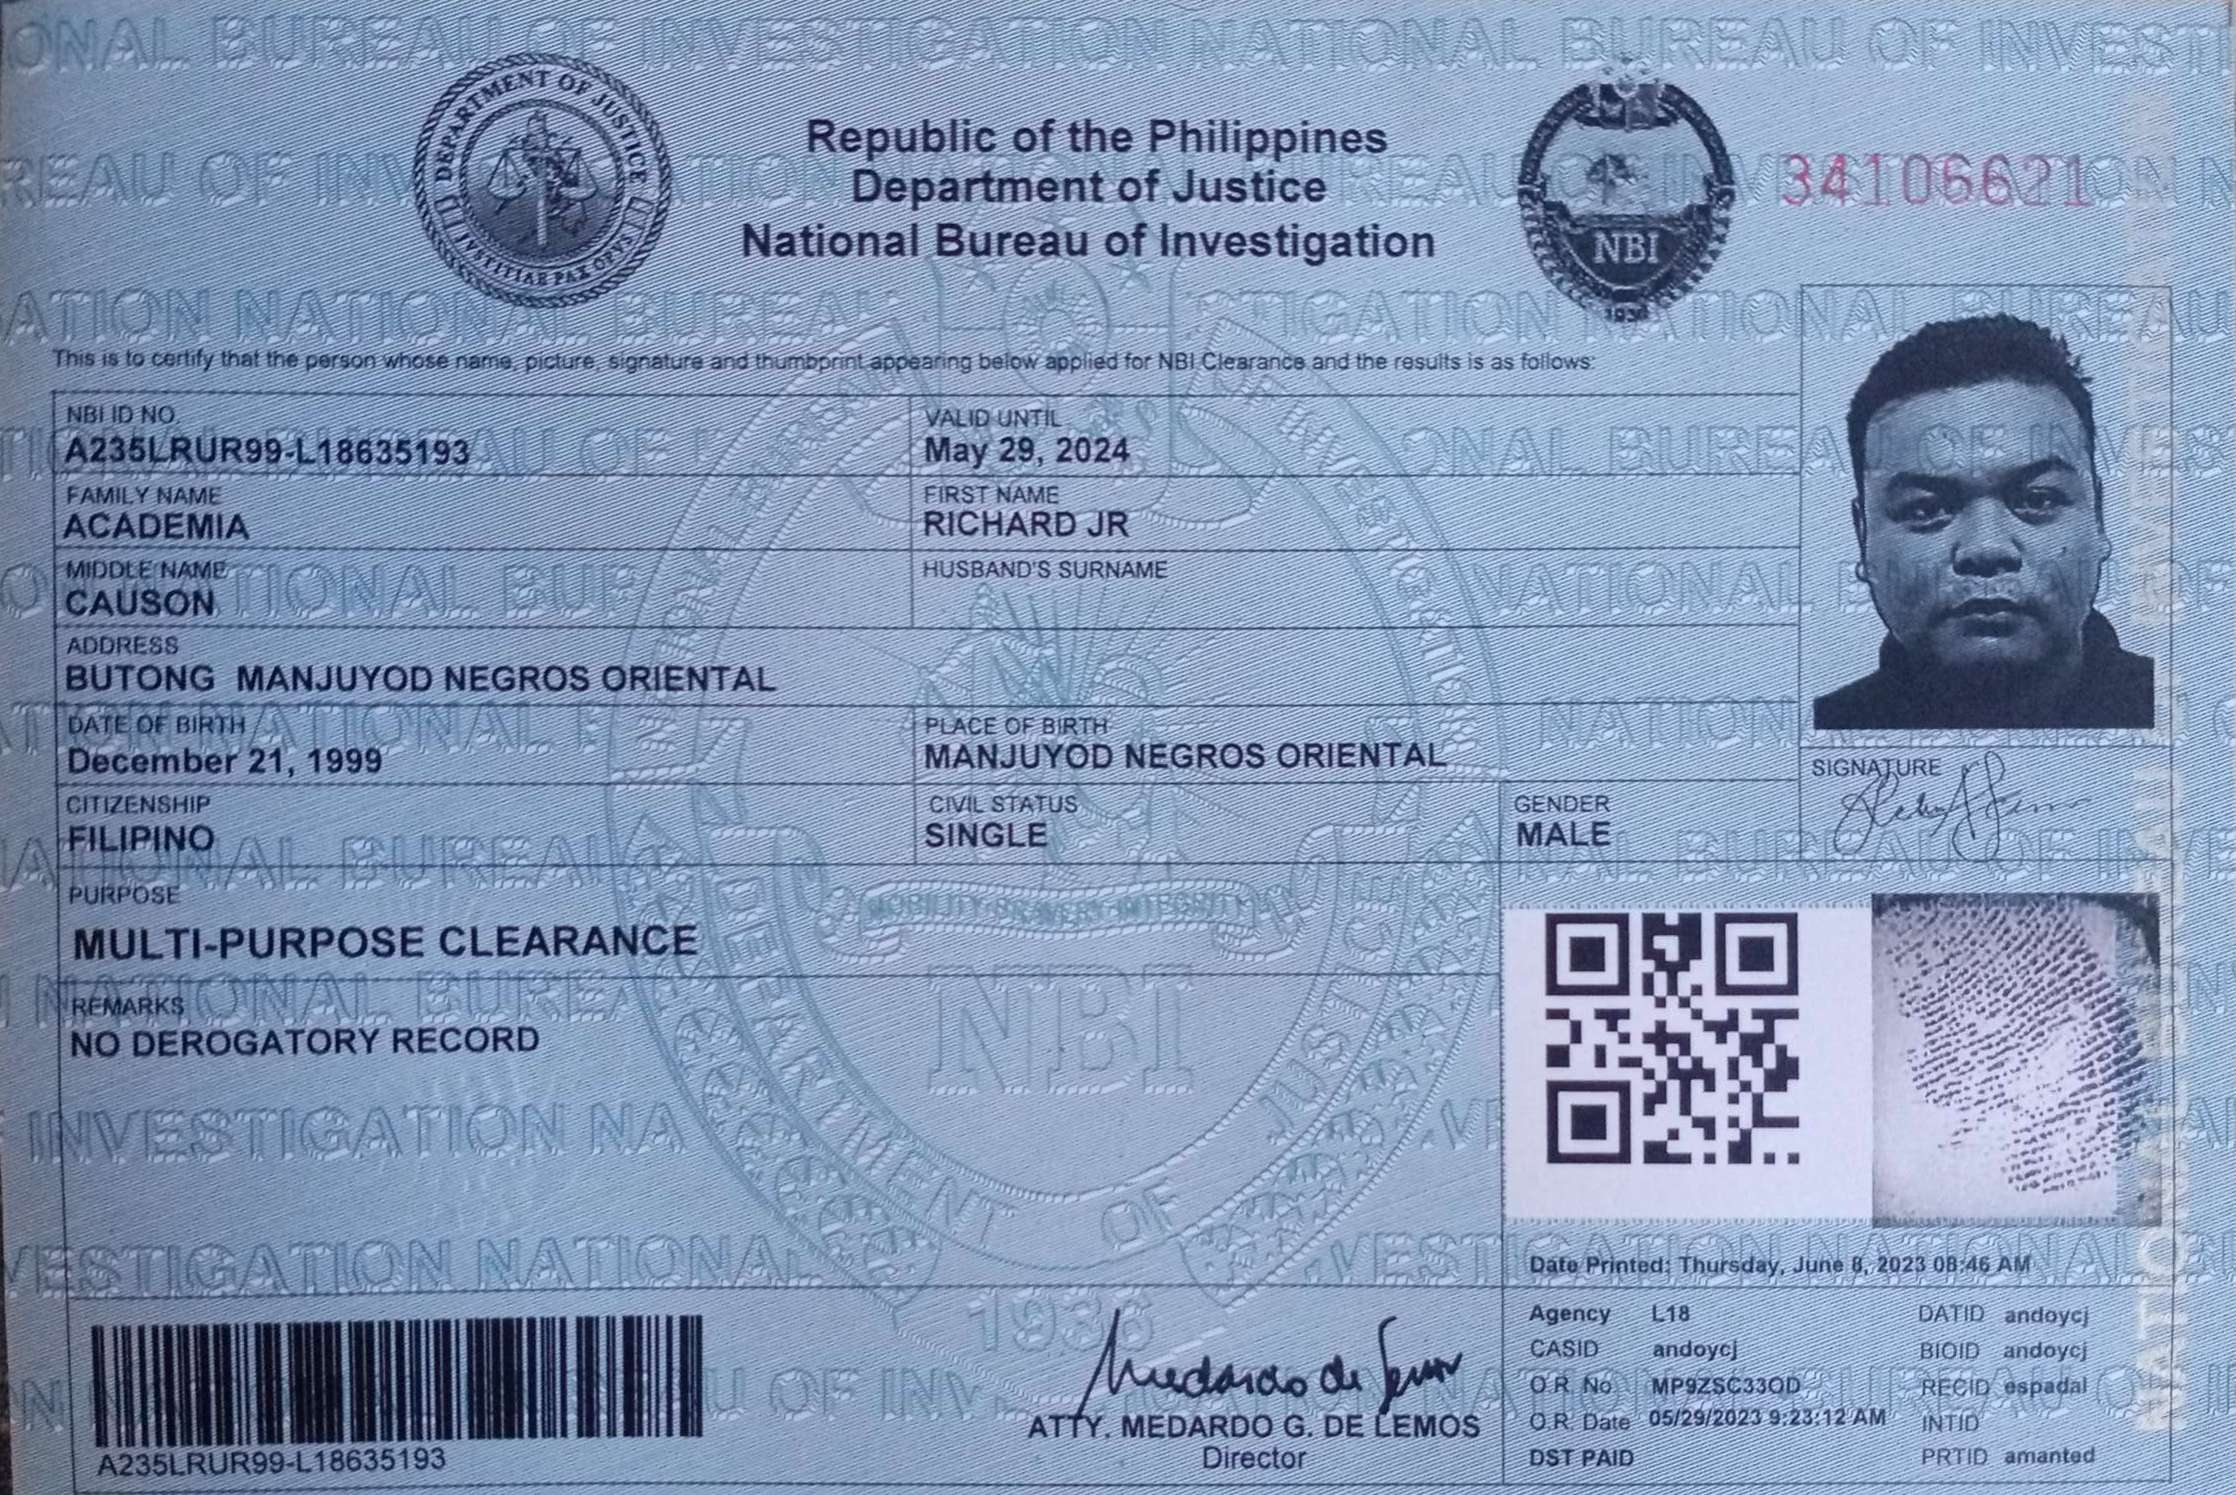 Republic of the Philippines
Department of Justice
National Bureau of Investigation
DEPARTMENT OF JUSTICE
NBI
1936
34106621
This is to certify that the person whose name, picture, signature and thumbprint appearing below applied for NBI Clearance and the results is as follows:
NBI ID NO.
A235LRUR99-L18635193
VALID UNTIL
May 29, 2024
FAMILY NAME
ACADEMIA
FIRST NAME
RICHARD JR
MIDDLE NAME
CAUSON
HUSBAND'S SURNAME
ADDRESS
BUTONG MANJUYOD NEGROS ORIENTAL
DATE OF BIRTH
December 21, 1999
PLACE OF BIRTH
MANJUYOD NEGROS ORIENTAL
SIGNATURE
CITIZENSHIP
FILIPINO
CIVIL STATUS
SINGLE
GENDER
MALE
PURPOSE
MULTI-PURPOSE CLEARANCE
REMARKS
NO DEROGATORY RECORD
NOBILITY BRAVERY INTEGRITY
NBI
DEPARTMENT OF JUSTICE
1936
Date Printed: Thursday, June 8, 2023 08:46 AM
Agency L18 DATID andoycj
CASID andoycj BIOID andoycj
O.R. No MP9ZSC33OD RECID espadal
O.R. Date 05/29/2023 9:23:12 AM INTID
DST PAID PRTID amanted
A235LRUR99-L18635193
Medardo de Lemos
ATTY. MEDARDO G. DE LEMOS
Director
NATIONAL BUREAU OF INVESTIGATION